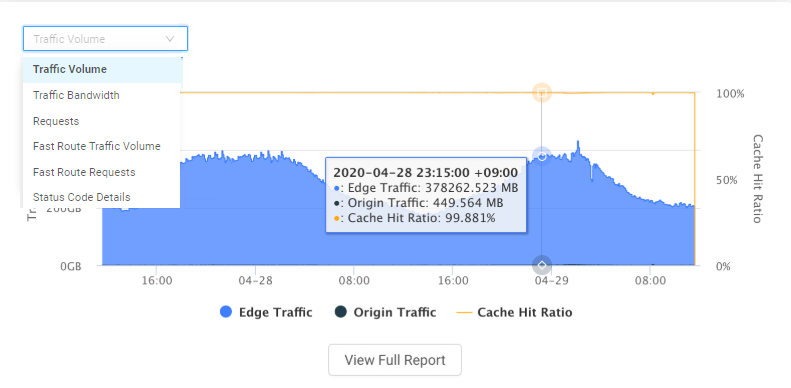 Traffic Volume
Traffic Volume
Traffic Bandwidth
Requests
Fast Route Traffic Volume
Fast Route Requests
Status Code Details
100%
50%
0%
Cache Hit Ratio
200GB
0GB
2020-04-28 23:15:00 +09:00
: Edge Traffic: 378262.523 MB
: Origin Traffic: 449.564 MB
: Cache Hit Ratio: 99.881%
16:00 04-28 08:00 16:00 04-29 08:00
Edge Traffic Origin Traffic Cache Hit Ratio
View Full Report